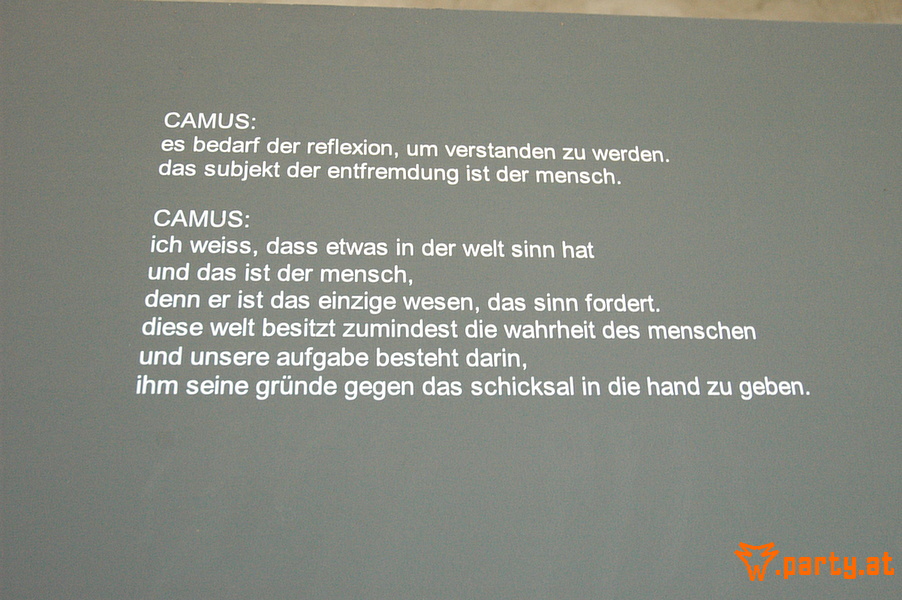 CAMUS:
es bedarf der reflexion, um verstanden zu werden.
das subjekt der entfremdung ist der mensch.
CAMUS:
ich weiss, dass etwas in der welt sinn hat
und das ist der mensch,
denn er ist das einzige wesen, das sinn fordert.
diese welt besitzt zumindest die wahrheit des menschen
und unsere aufgabe besteht darin,
ihm seine gründe gegen das schicksal in die hand zu geben.
W.party.at